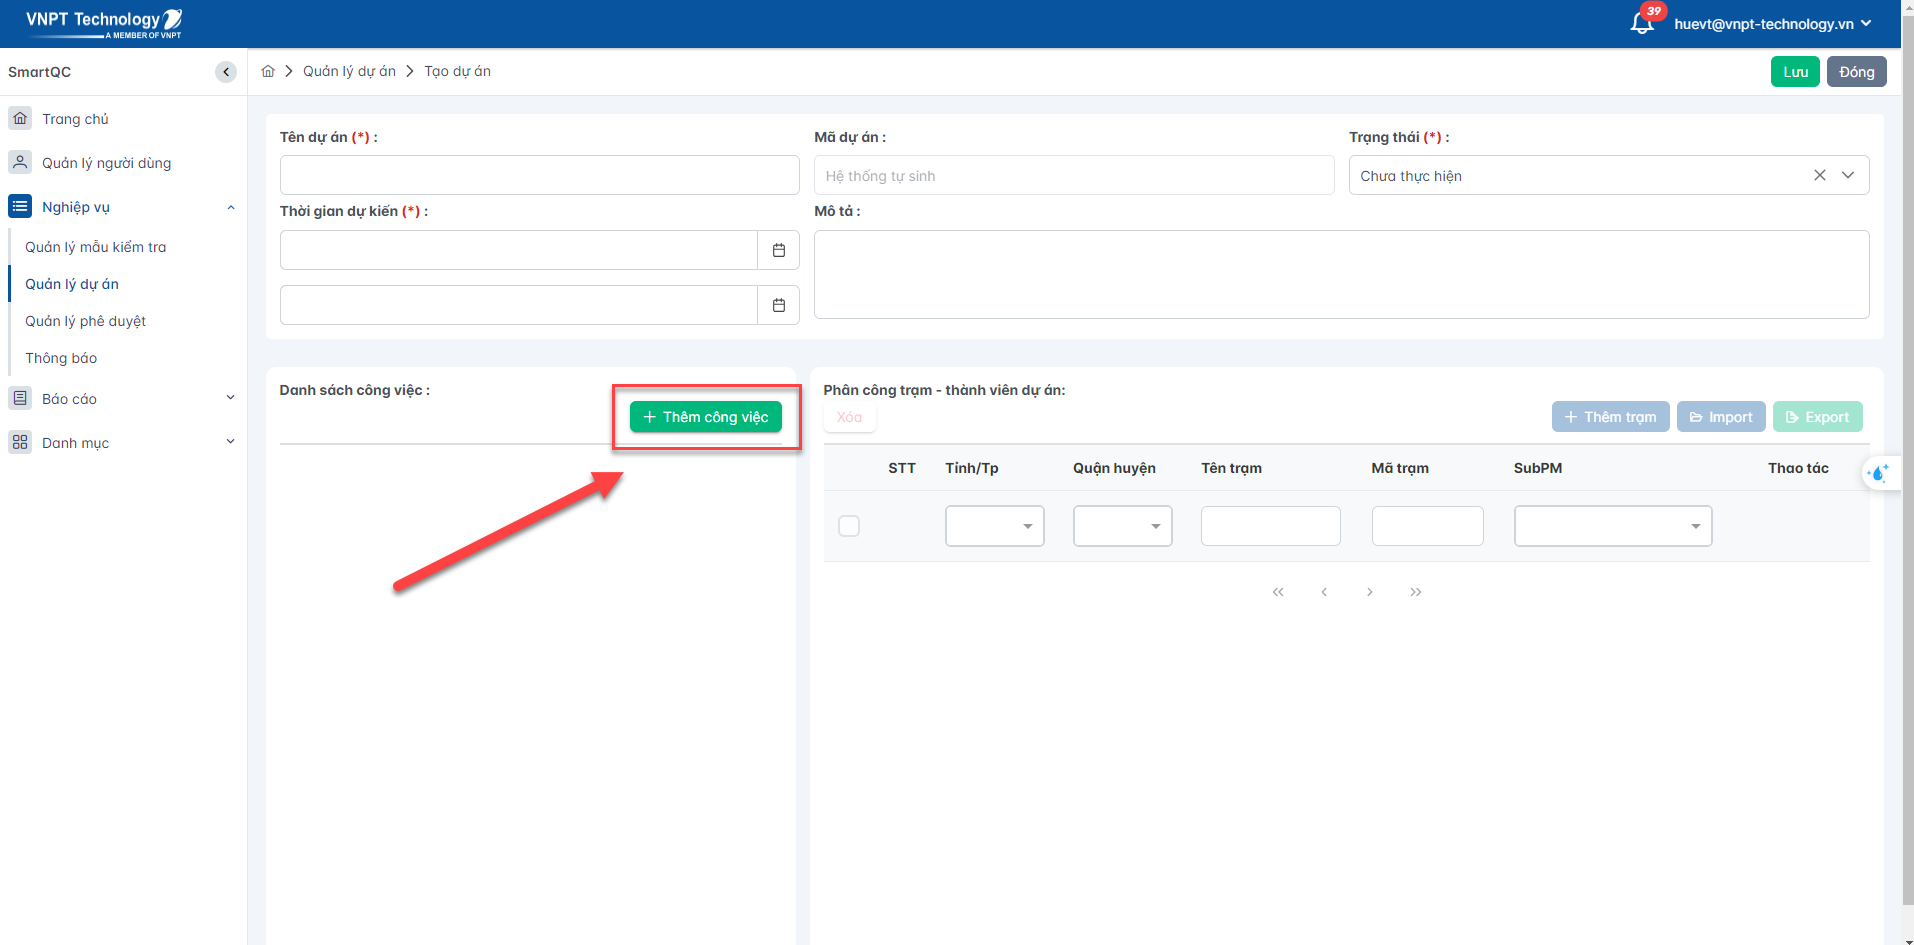 VNPT Technology
A MEMBER OF VNPT
39
huevt@vnpt-technology.vn
SmartQC
Quản lý dự án
Tạo dự án
Lưu
Đóng
Trang chủ
Quản lý người dùng
Nghiệp vụ
Quản lý mẫu kiểm tra
Quản lý dự án
Quản lý phê duyệt
Thông báo
Báo cáo
Danh mục
Tên dự án (*) :
Mã dự án :
Hệ thống tự sinh
Trạng thái (*) :
Chưa thực hiện
Thời gian dự kiến (*) :
Mô tả :
Danh sách công việc :
Thêm công việc
Phân công trạm - thành viên dự án:
Xóa
Thêm trạm
Import
Export
STT Tỉnh/Tp Quận huyện Tên trạm Mã trạm SubPM Thao tác